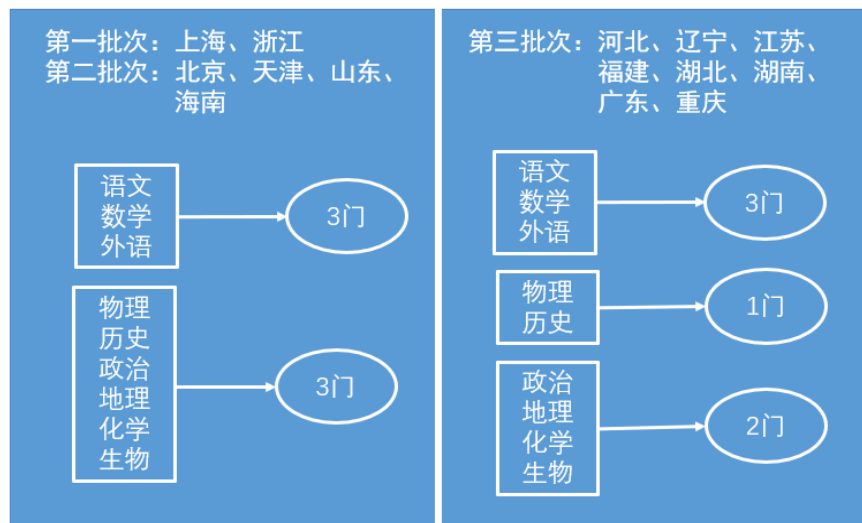 第一批次：上海、浙江
第二批次：北京、天津、山东、
海南
语文
数学
外语
3门
物理
历史
政治
地理
化学
生物
3门
第三批次：河北、辽宁、江苏、
福建、湖北、湖南、
广东、重庆
语文
数学
外语
3门
物理
历史
1门
政治
地理
化学
生物
2门